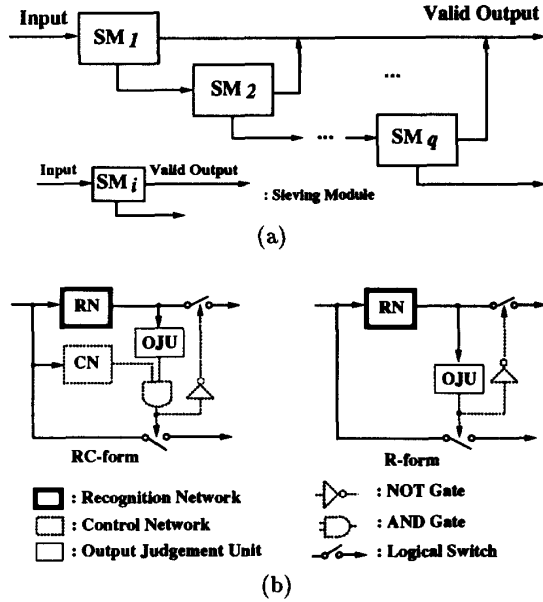 Input
Valid Output
SM 1
SM 2
...
... SM q
Input
Valid Output
SM i
: Sieving Module
(a)
RN
RN
OJU
CN
OJU
RC-form
R-form
: Recognition Network
: NOT Gate
: Control Network
: AND Gate
: Output Judgement Unit
: Logical Switch
(b)